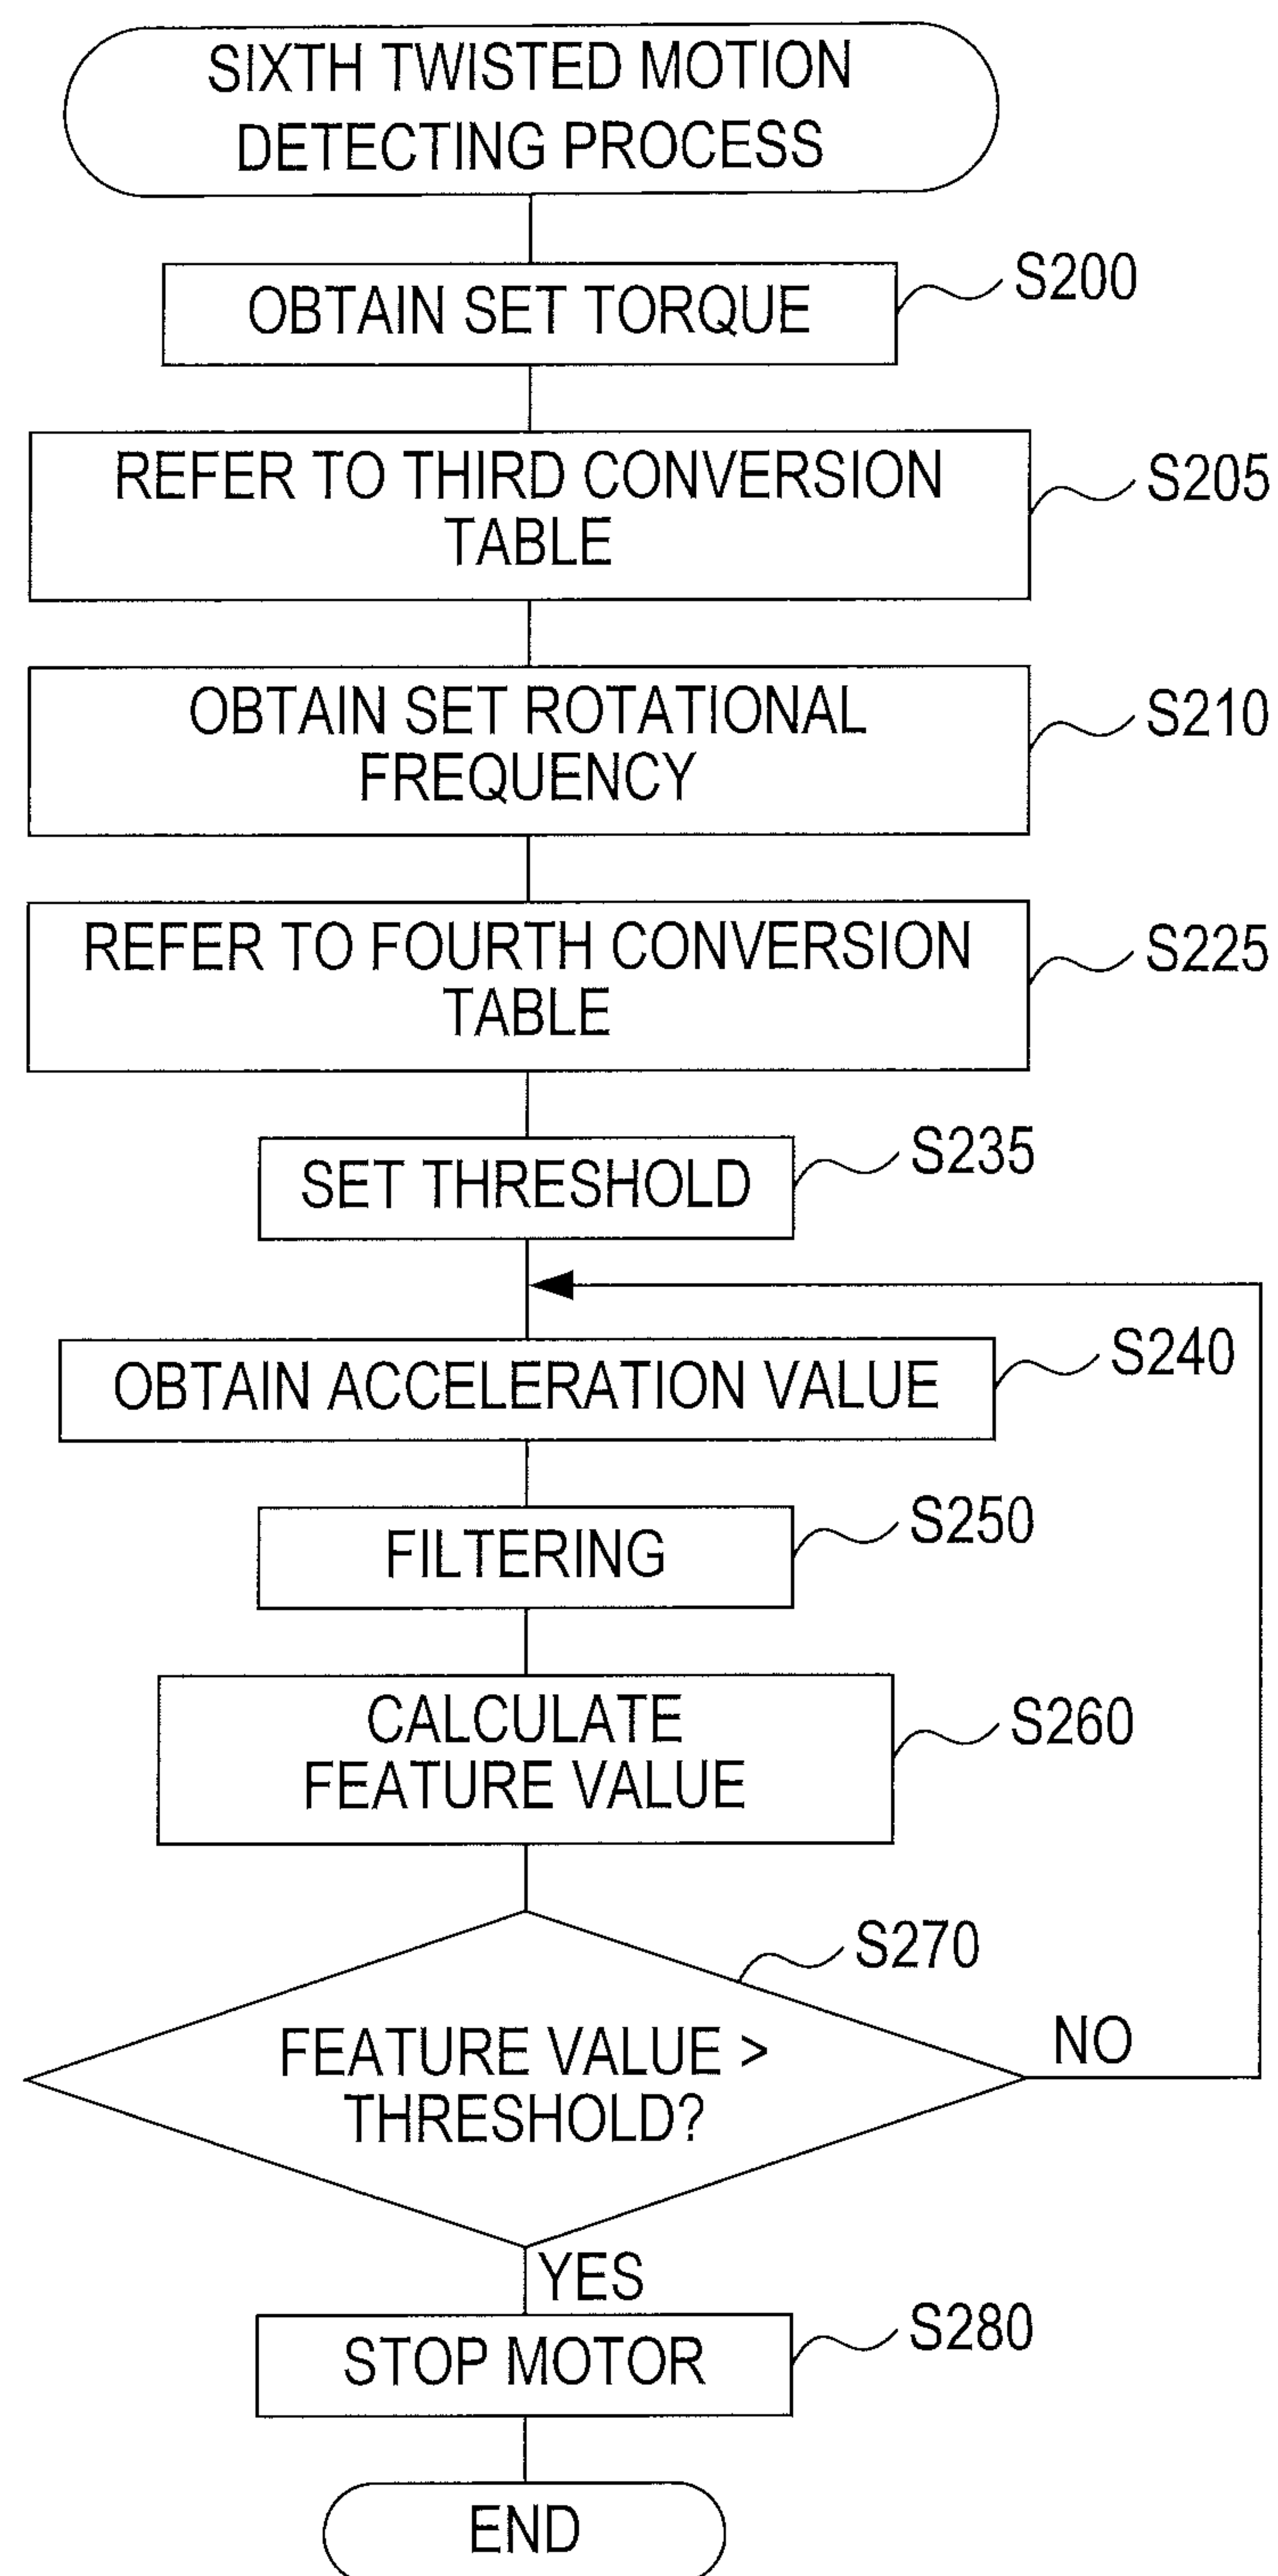 SIXTH TWISTED MOTION
DETECTING PROCESS
OBTAIN SET TORQUE
S200
REFER TO THIRD CONVERSION
TABLE
S205
OBTAIN SET ROTATIONAL
FREQUENCY
S210
REFER TO FOURTH CONVERSION
TABLE
S225
SET THRESHOLD
S235
OBTAIN ACCELERATION VALUE
S240
FILTERING
S250
CALCULATE
FEATURE VALUE
S260
S270
FEATURE VALUE >
THRESHOLD?
NO
YES
STOP MOTOR
S280
END